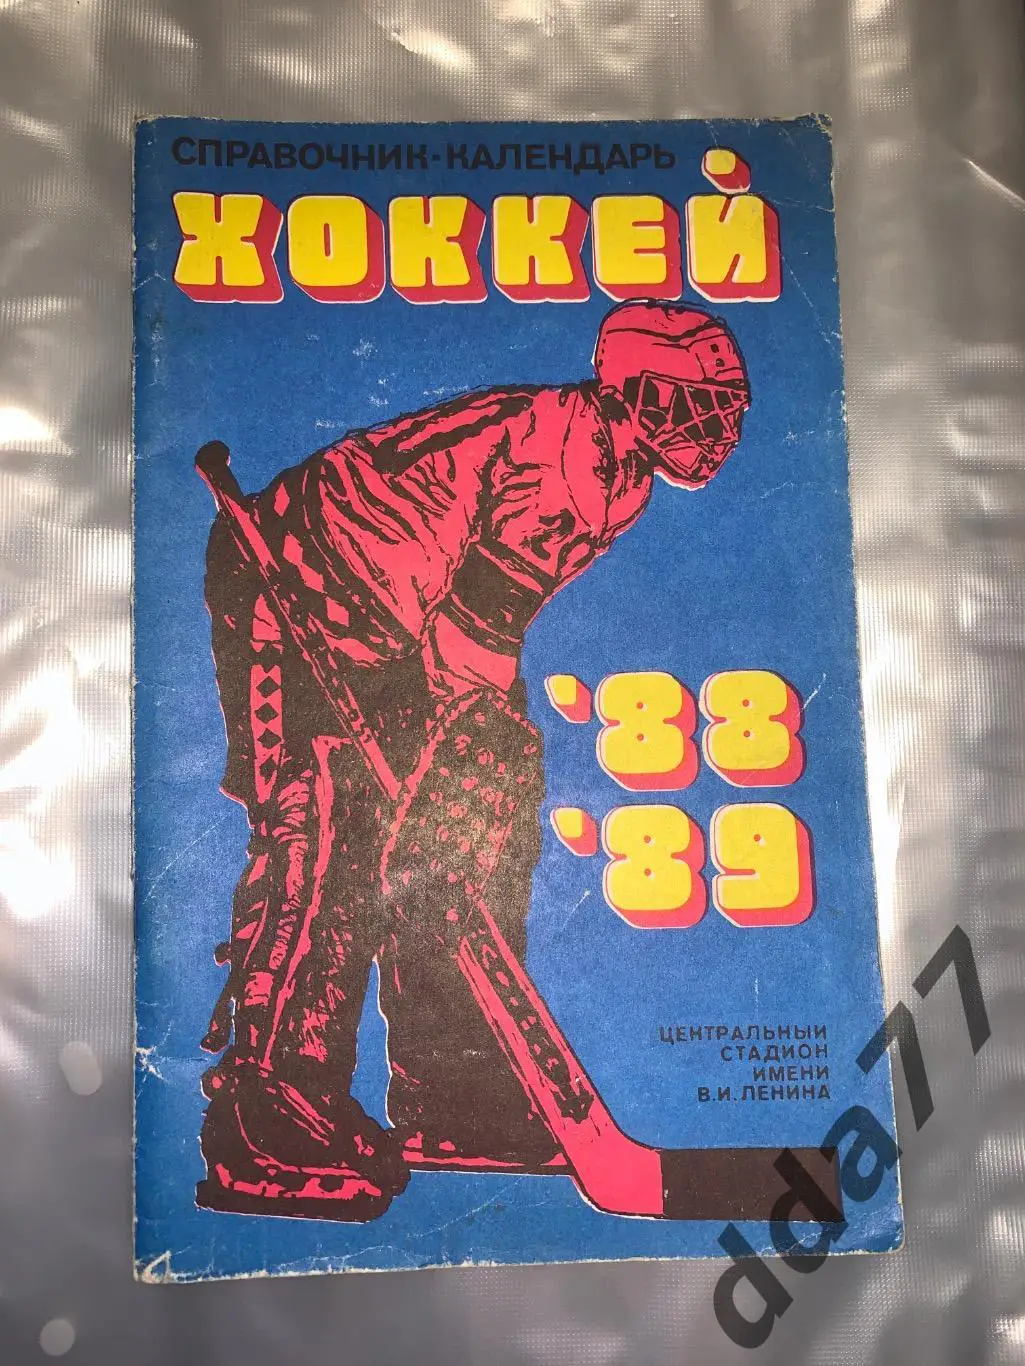 СПРАВОЧНИК-КАЛЕНДАРЬ
ХОККЕЙ
'88
'89
ЦЕНТРАЛЬНЫЙ
СТАДИОН
ИМЕНИ
В.И. ЛЕНИНА
dda77